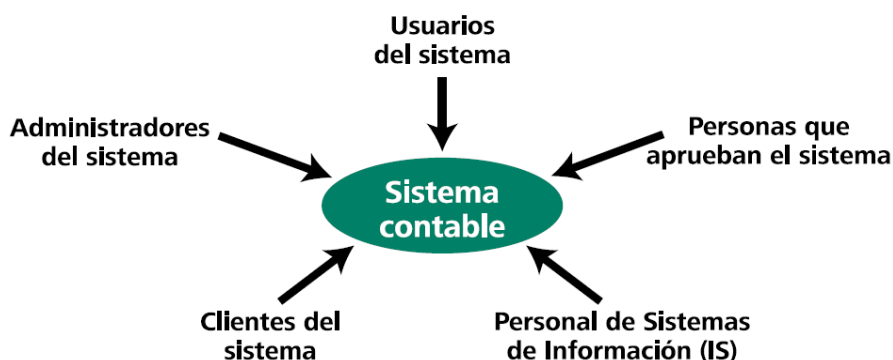 Usuarios
del sistema
Administradores
del sistema
Personas que
aprueban el sistema
Sistema
contable
Clientes del
sistema
Personal de Sistemas
de Información (IS)